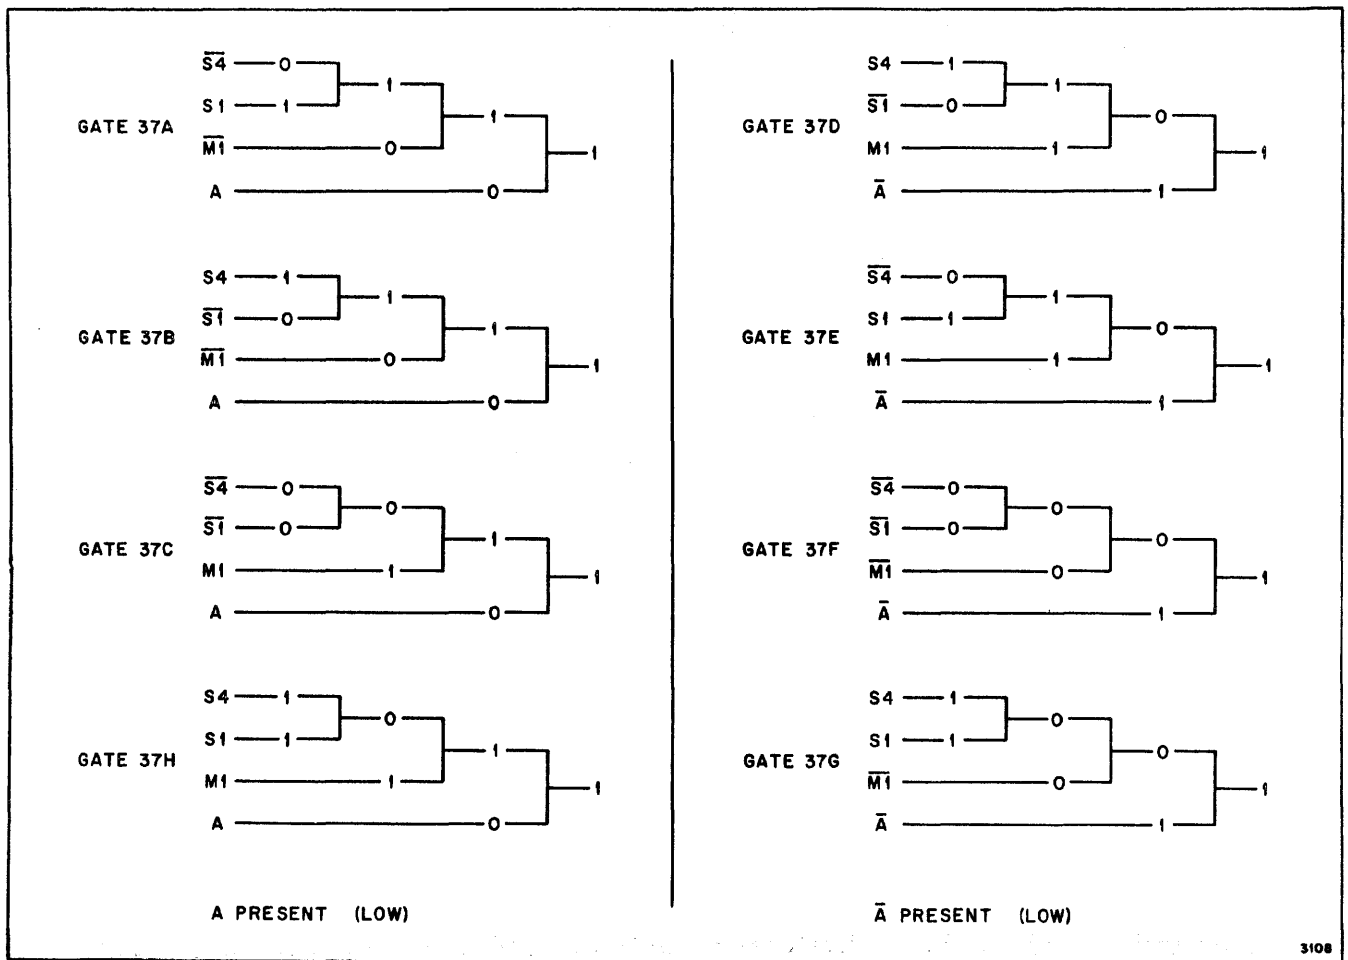 S̅4̅ 0
S1 1
1
GATE 37A
1
M̅1̅ 0
1
A 0
S4 1
S̅1̅ 0
1
GATE 37B
1
M̅1̅ 0
1
A 0
S̅4̅ 0
S̅1̅ 0
0
GATE 37C
1
M1 1
1
A 0
S4 1
S1 1
0
GATE 37H
1
M1 1
1
A 0
A PRESENT (LOW)
S4 1
S̅1̅ 0
1
GATE 37D
0
M1 1
1
A̅ 1
S̅4̅ 0
S1 1
1
GATE 37E
0
M1 1
1
A̅ 1
S̅4̅ 0
S̅1̅ 0
0
GATE 37F
0
M̅1̅ 0
1
A̅ 1
S4 1
S1 1
0
GATE 37G
0
M̅1̅ 0
1
A̅ 1
A̅ PRESENT (LOW)
3108